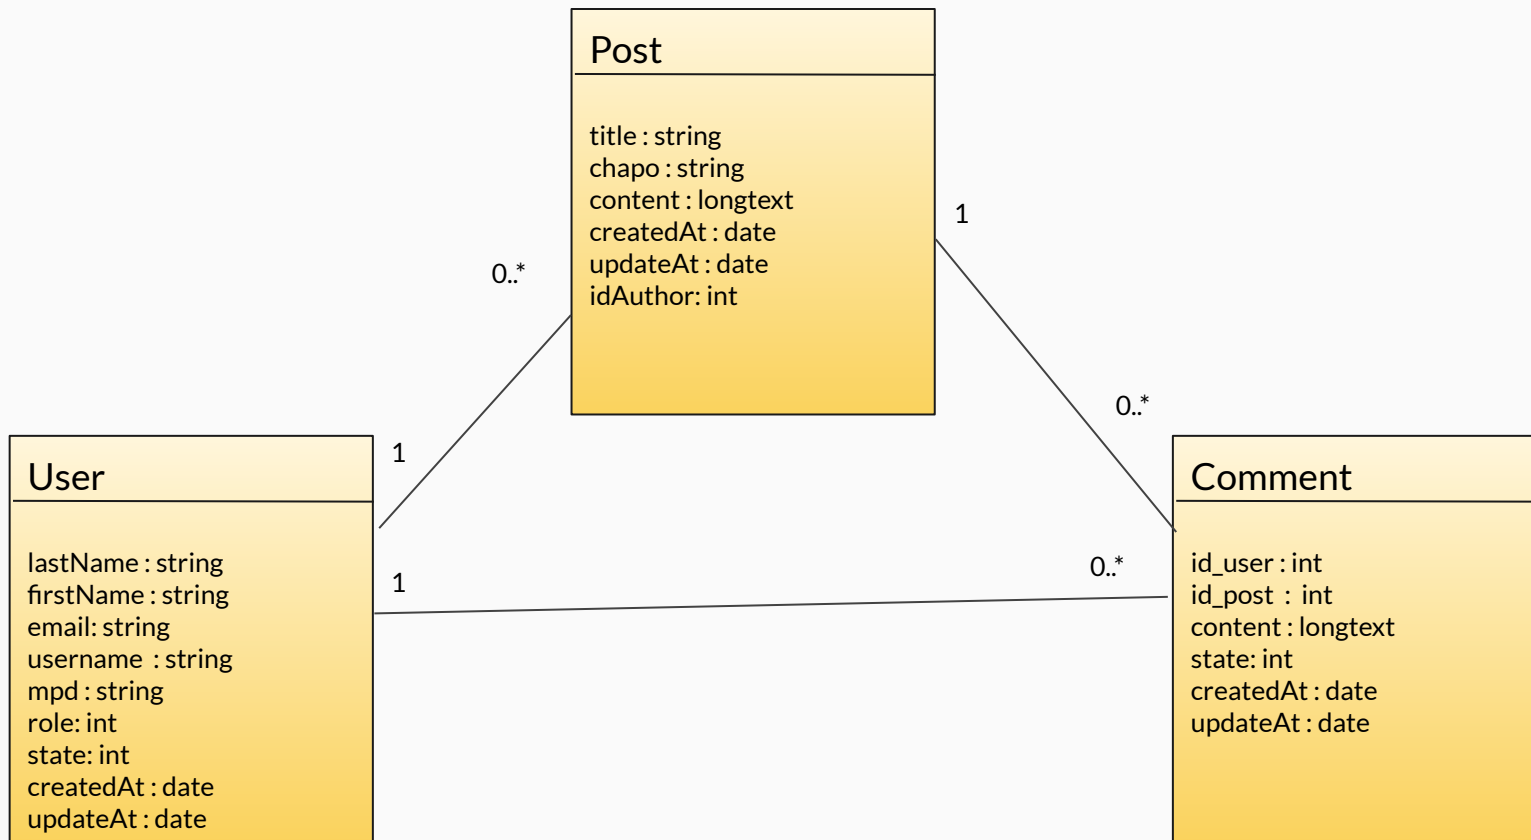 Post
title : string
chapo : string
content : longtext
createdAt : date
updateAt : date
idAuthor: int
1
0..*
0..*
1
User
lastName : string
firstName : string
email: string
username : string
mpd : string
role: int
state: int
createdAt : date
updateAt : date
1
0..*
Comment
id_user : int
id_post : int
content : longtext
state: int
createdAt : date
updateAt : date